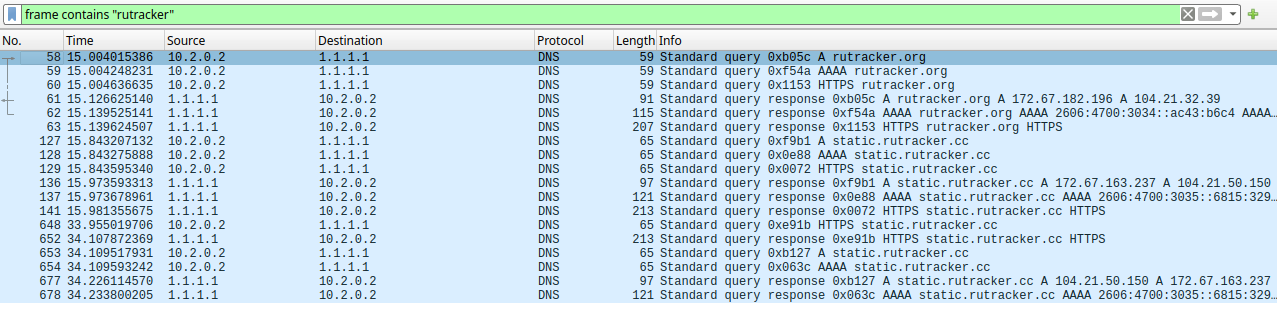 frame contains "rutracker"
No. Time Source Destination Protocol Length Info
58 15.004015386 10.2.0.2 1.1.1.1 DNS 59 Standard query 0xb05c A rutracker.org
59 15.004248231 10.2.0.2 1.1.1.1 DNS 59 Standard query 0xf54a AAAA rutracker.org
60 15.004636635 10.2.0.2 1.1.1.1 DNS 59 Standard query 0x1153 HTTPS rutracker.org
61 15.126625140 1.1.1.1 10.2.0.2 DNS 91 Standard query response 0xb05c A rutracker.org A 172.67.182.196 A 104.21.32.39
62 15.139525141 1.1.1.1 10.2.0.2 DNS 115 Standard query response 0xf54a AAAA rutracker.org AAAA 2606:4700:3034::ac43:b6c4 AAAA…
63 15.139624507 1.1.1.1 10.2.0.2 DNS 207 Standard query response 0x1153 HTTPS rutracker.org HTTPS
127 15.843207132 10.2.0.2 1.1.1.1 DNS 65 Standard query 0xf9b1 A static.rutracker.cc
128 15.843275888 10.2.0.2 1.1.1.1 DNS 65 Standard query 0x0e88 AAAA static.rutracker.cc
129 15.843595340 10.2.0.2 1.1.1.1 DNS 65 Standard query 0x0072 HTTPS static.rutracker.cc
136 15.973593313 1.1.1.1 10.2.0.2 DNS 97 Standard query response 0xf9b1 A static.rutracker.cc A 172.67.163.237 A 104.21.50.150
137 15.973678961 1.1.1.1 10.2.0.2 DNS 121 Standard query response 0x0e88 AAAA static.rutracker.cc AAAA 2606:4700:3035::6815:329…
141 15.981355675 1.1.1.1 10.2.0.2 DNS 213 Standard query response 0x0072 HTTPS static.rutracker.cc HTTPS
648 33.955019706 10.2.0.2 1.1.1.1 DNS 65 Standard query 0xe91b HTTPS static.rutracker.cc
652 34.107872369 1.1.1.1 10.2.0.2 DNS 213 Standard query response 0xe91b HTTPS static.rutracker.cc HTTPS
653 34.109517931 10.2.0.2 1.1.1.1 DNS 65 Standard query 0xb127 A static.rutracker.cc
654 34.109593242 10.2.0.2 1.1.1.1 DNS 65 Standard query 0x063c AAAA static.rutracker.cc
677 34.226114570 1.1.1.1 10.2.0.2 DNS 97 Standard query response 0xb127 A static.rutracker.cc A 104.21.50.150 A 172.67.163.237
678 34.233800205 1.1.1.1 10.2.0.2 DNS 121 Standard query response 0x063c AAAA static.rutracker.cc AAAA 2606:4700:3035::6815:329…